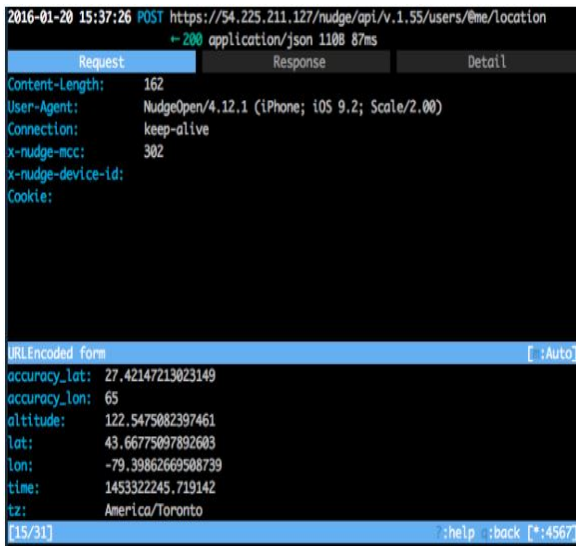 2016-01-20 15:37:26 POST https://54.225.211.127/nudge/api/v.1.55/users/@me/location
←200 application/json 110B 87ms
Request Response Detail
Content-Length: 162
User-Agent: NudgeOpen/4.12.1 (iPhone; iOS 9.2; Scale/2.00)
Connection: keep-alive
x-nudge-mcc: 302
x-nudge-device-id:
Cookie:
URLEncoded form [m:Auto]
accuracy_lat: 27.42147213023149
accuracy_lon: 65
altitude: 122.5475082397461
lat: 43.66775097892603
lon: -79.39862669508739
time: 1453322245.719142
tz: America/Toronto
[15/31] ?:help q:back [*:4567]